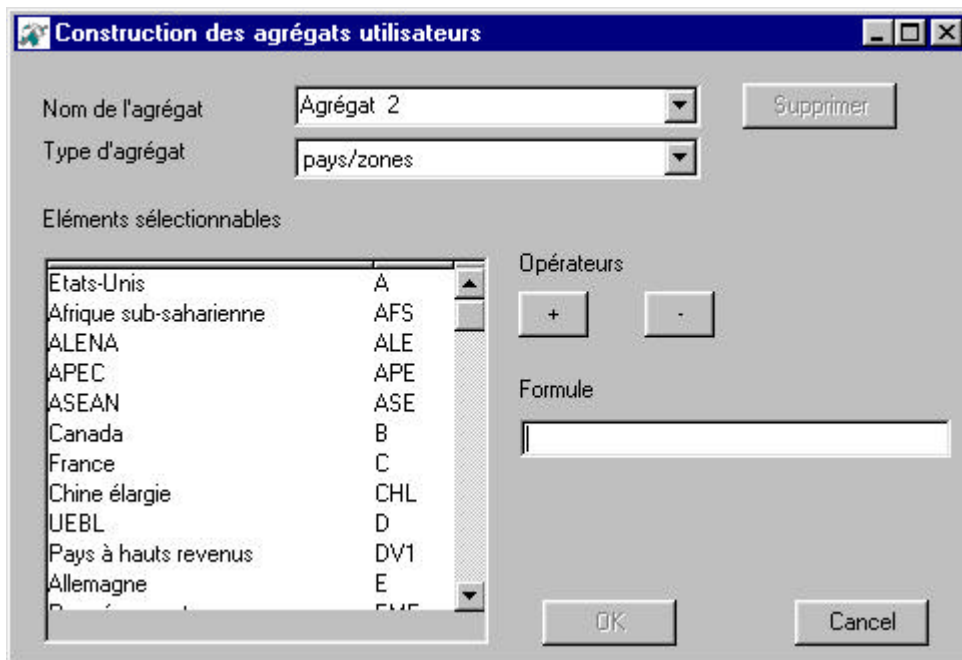 Construction des agrégats utilisateurs
Nom de l'agrégat
Agrégat 2
Supprimer
Type d'agrégat
pays/zones
Eléments sélectionnables
Etats-Unis A
Afrique sub-saharienne AFS
ALENA ALE
APEC APE
ASEAN ASE
Canada B
France C
Chine élargie CHL
UEBL D
Pays à hauts revenus DV1
Allemagne E
Opérateurs
+ -
Formule
OK
Cancel